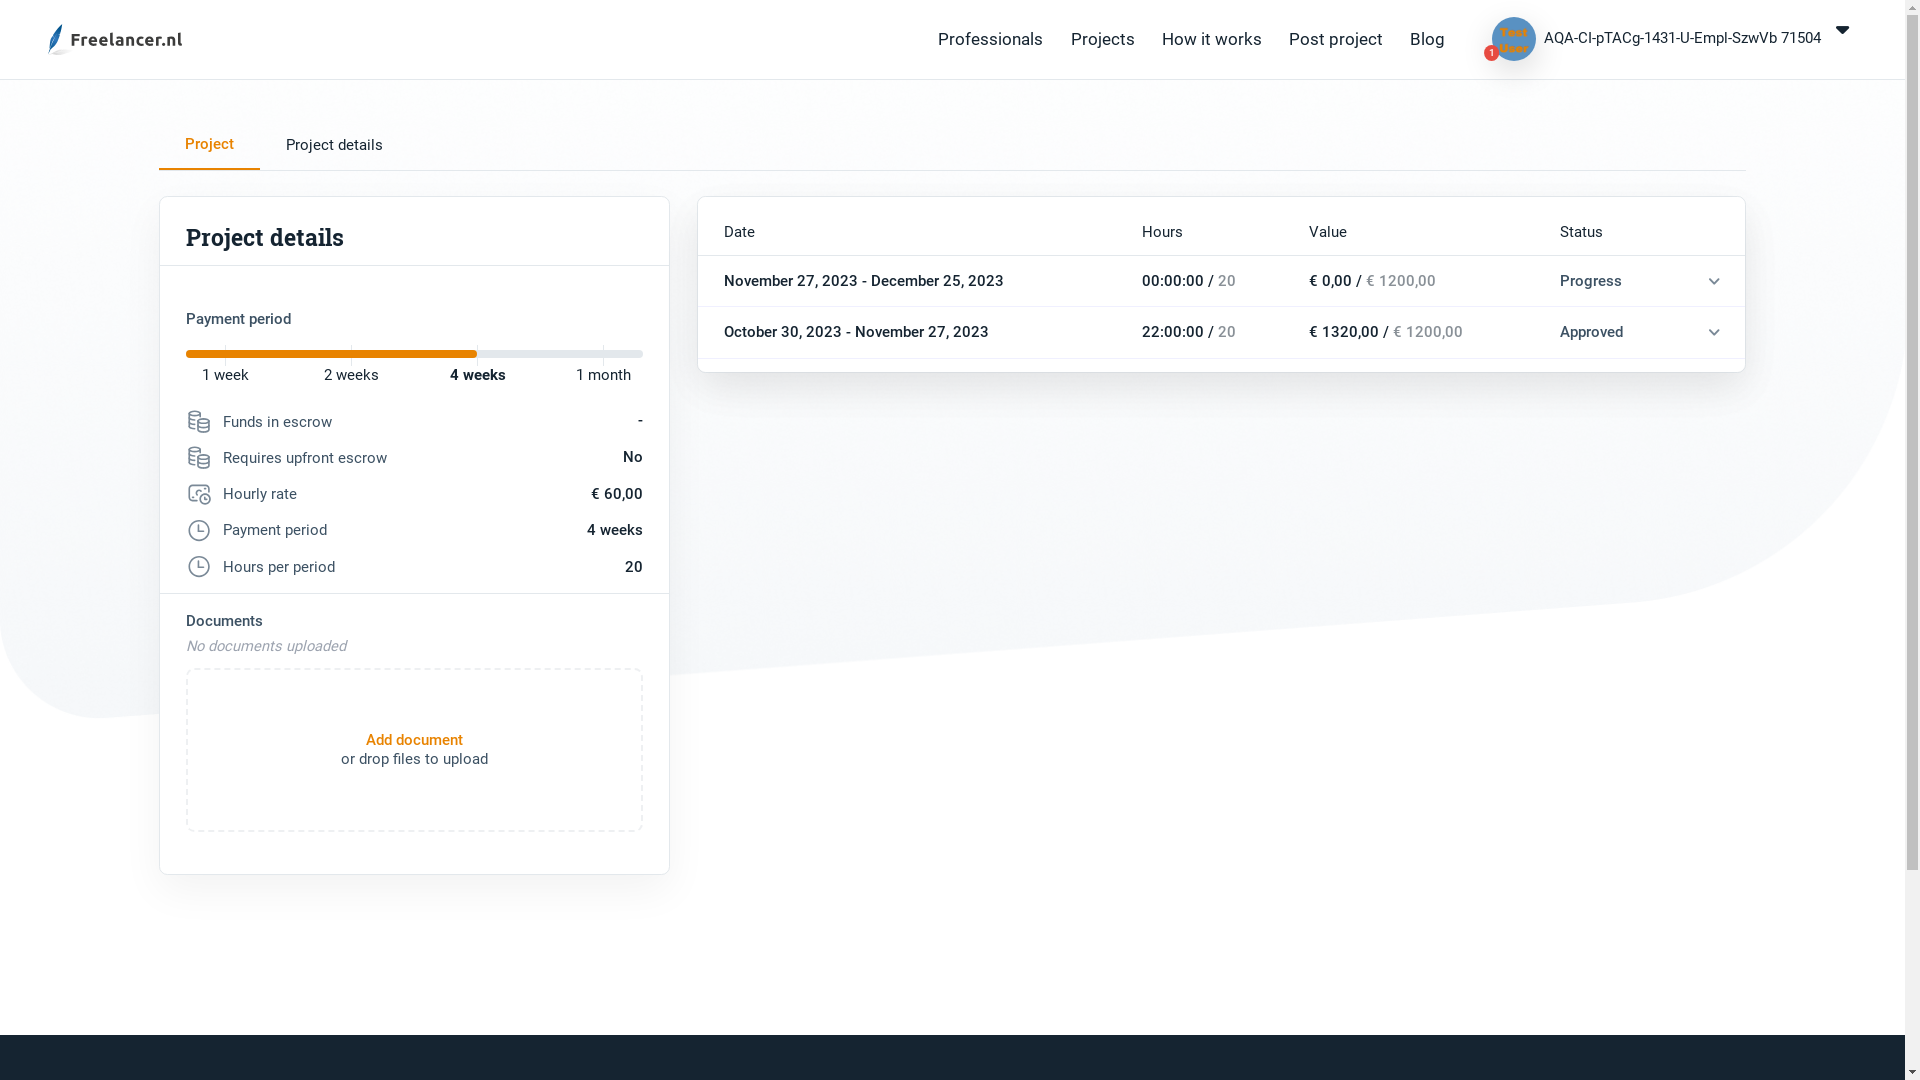 Freelancer.nl
Professionals
Projects
How it works
Post project
Blog
Test
User
1
AQA-CI-pTACg-1431-U-Empl-SzwVb 71504
Project
Project details
Project details
Payment period
1 week
2 weeks
4 weeks
1 month
Funds in escrow -
Requires upfront escrow No
Hourly rate € 60,00
Payment period 4 weeks
Hours per period 20
Documents
No documents uploaded
Add document
or drop files to upload
Date Hours Value Status
November 27, 2023 - December 25, 2023 00:00:00 / 20 € 0,00 / € 1200,00 Progress
October 30, 2023 - November 27, 2023 22:00:00 / 20 € 1320,00 / € 1200,00 Approved